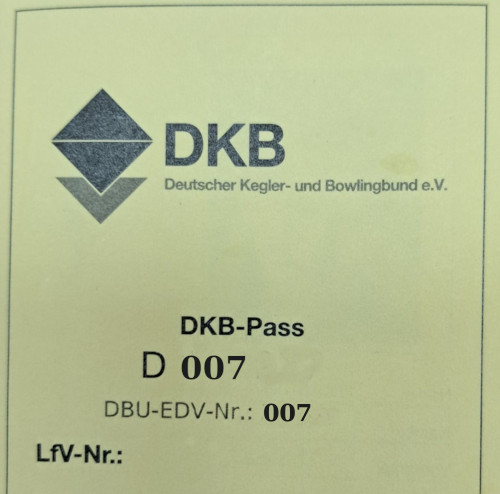 DKB
Deutscher Kegler- und Bowlingbund e.V.
DKB-Pass
D 007
DBU-EDV-Nr.: 007
LfV-Nr.: